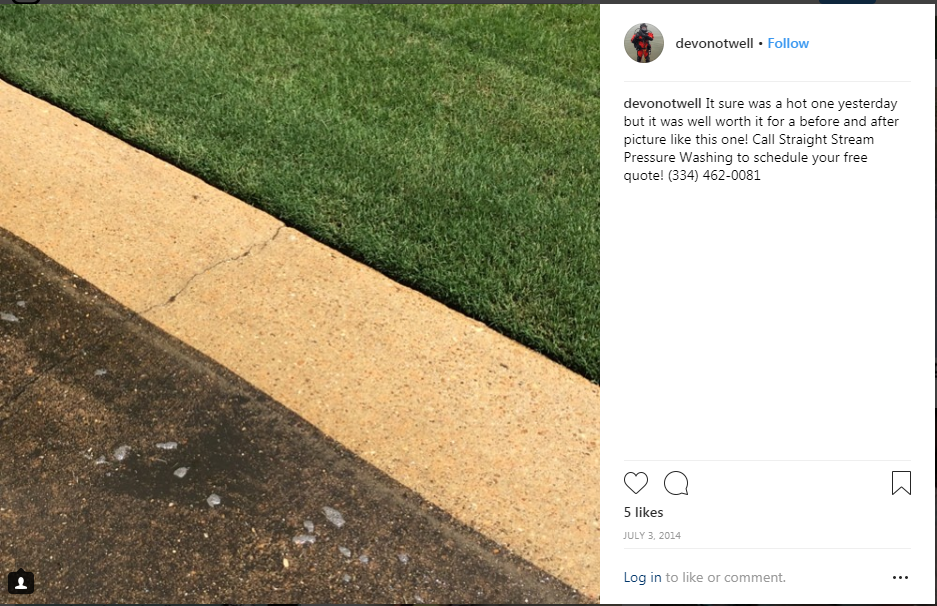 devonotwell • Follow
devonotwell It sure was a hot one yesterday
but it was well worth it for a before and after
picture like this one! Call Straight Stream
Pressure Washing to schedule your free
quote! (334) 462-0081
5 likes
JULY 3, 2014
Log in to like or comment.